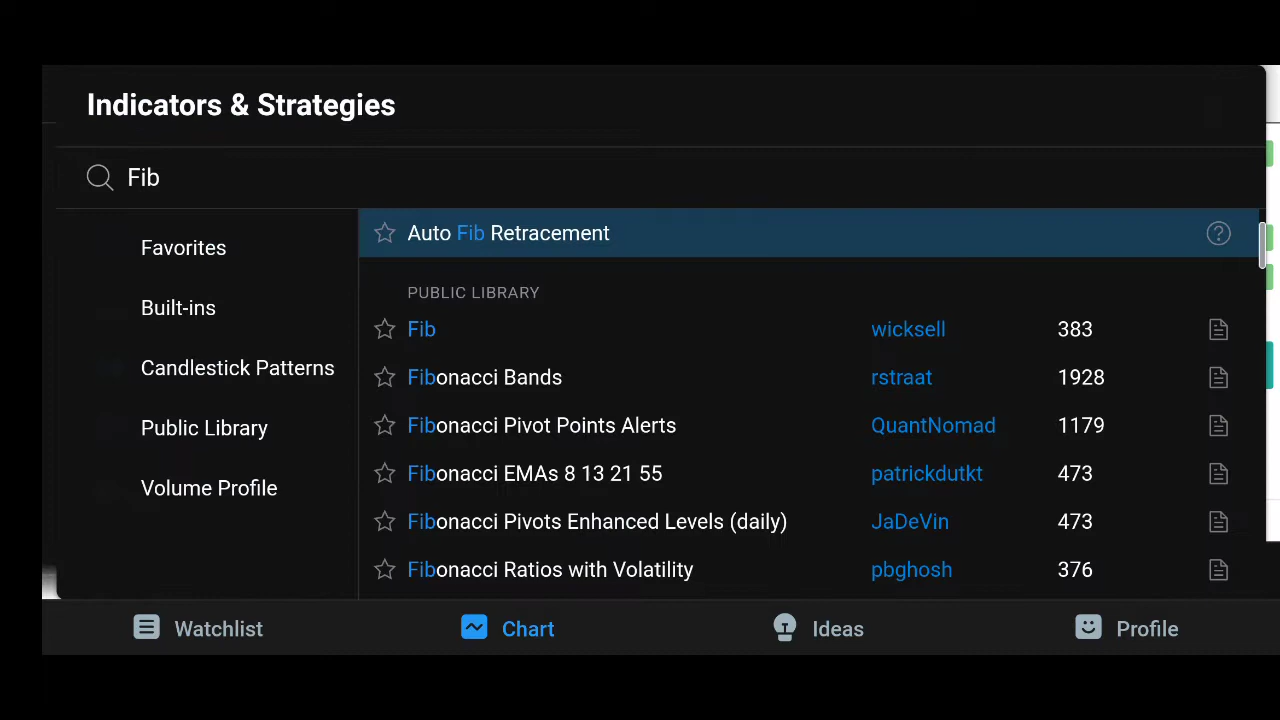 Indicators & Strategies
Fib
Favorites
Built-ins
Candlestick Patterns
Public Library
Volume Profile
Auto Fib Retracement
PUBLIC LIBRARY
Fib wicksell 383
Fibonacci Bands rstraat 1928
Fibonacci Pivot Points Alerts QuantNomad 1179
Fibonacci EMAs 8 13 21 55 patrickdutkt 473
Fibonacci Pivots Enhanced Levels (daily) JaDeVin 473
Fibonacci Ratios with Volatility pbghosh 376
Watchlist Chart Ideas Profile